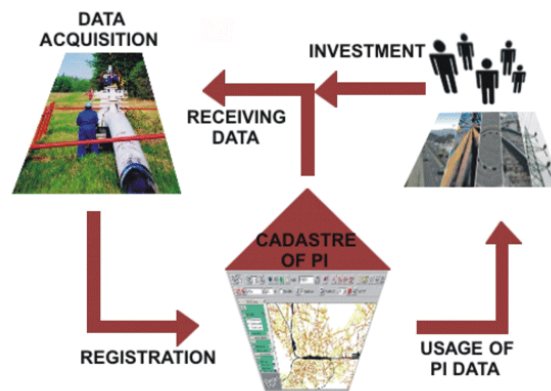 DATA
ACQUISITION
INVESTMENT
RECEIVING
DATA
CADASTRE
OF PI
REGISTRATION
USAGE OF
PI DATA